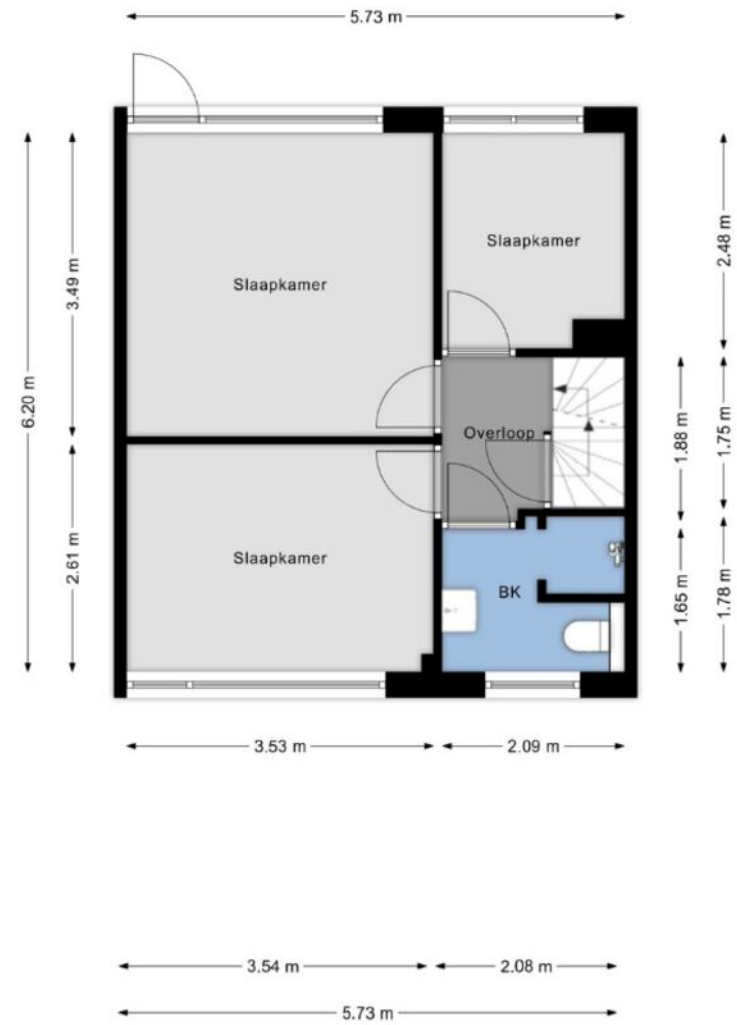 5.73 m
Slaapkamer
Slaapkamer
3.49 m
6.20 m
2.48 m
Overloop
1.88 m
1.75 m
Slaapkamer
2.61 m
BK
1.65 m
1.78 m
3.53 m
2.09 m
3.54 m
2.08 m
5.73 m